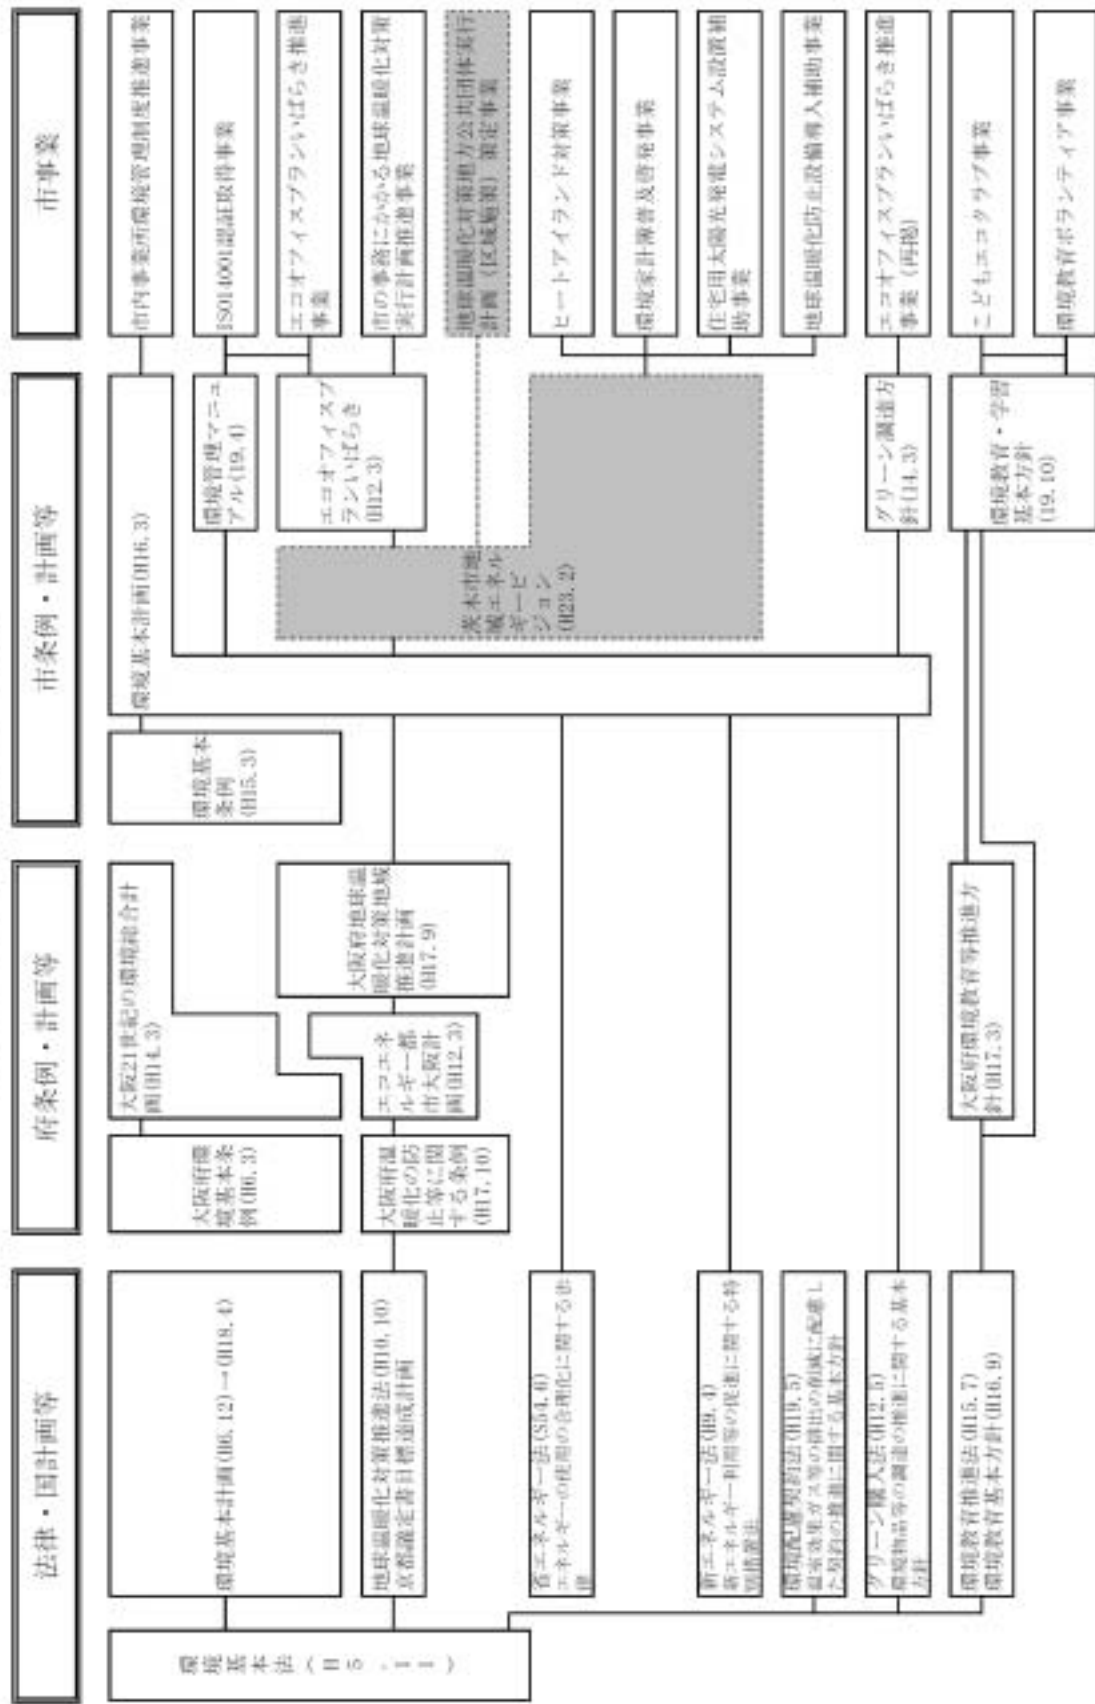 法律・国計画等
府条例・計画等
市条例・計画等
市事業
環
境
基
本
法
(
H
5
.
1
1
)
環境基本計画(H6.12)→(H18.4)
地球温暖化対策推進法(H10.10)
京都議定書目標達成計画
省エネルギー法(S54.6)
エネルギーの使用の合理化に関する法
律
新エネルギー法(H9.4)
新エネルギー利用等の促進に関する特
別措置法
環境配慮契約法(H19.5)
温室効果ガス等の排出の削減に配慮し
た契約の推進に関する基本方針
グリーン購入法(H12.5)
環境物品等の調達の推進に関する基本
方針
環境教育推進法(H15.7)
環境教育基本方針(H16.9)
大阪府環
境基本条
例(H6.3)
大阪21世紀の環境総合計
画(H14.3)
大阪府温
暖化の防
止等に関
する条例
(H17.10)
エコエネ
ルギー都
市大阪計
画(H12.3)
大阪府地球温
暖化対策地域
推進計画
(H17.9)
大阪府環境教育等推進方
針(H17.3)
環境基本
条例
(H15.3)
環境基本計画(H16.3)
環境管理マニュ
アル(19.4)
エコオフィスプ
ランいばらき
(H12.3)
茨木市地
域エネル
ギービ
ジョン
(H23.2)
グリーン調達方
針(14.3)
環境教育・学習
基本方針
(19.10)
市内事業所環境管理制度推進事業
ISO14001認証取得事業
エコオフィスプランいばらき推進
事業
市の事務にかかる地球温暖化対策
実行計画推進事業
地球温暖化対策地方公共団体実行
計画（区域施策）策定事業
ヒートアイランド対策事業
環境家計簿普及啓発事業
住宅用太陽光発電システム設置補
助事業
地球温暖化防止設備導入補助事業
エコオフィスプランいばらき推進
事業（再掲）
こどもエコクラブ事業
環境教育ボランティア事業